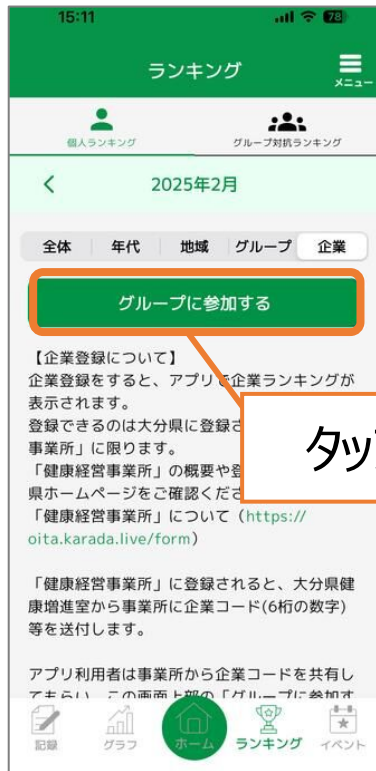 15:11
78
ランキング
メニュー
個人ランキング
グループ対抗ランキング
2025年2月
全体 年代 地域 グループ 企業
グループに参加する
【企業登録について】
企業登録をすると、アプリで企業ランキングが
表示されます。
登録できるのは大分県に登録さ
事業所」に限ります。
「健康経営事業所」の概要や登
県ホームページをご確認くださ
「健康経営事業所」について（https://
oita.karada.live/form）
「健康経営事業所」に登録されると、大分県健
康増進室から事業所に企業コード(6桁の数字)
等を送付します。
アプリ利用者は事業所から企業コードを共有し
てもらい、この画面上部の「グループに参加す
タッ
記録
グラフ
ホーム
ランキング
イベント